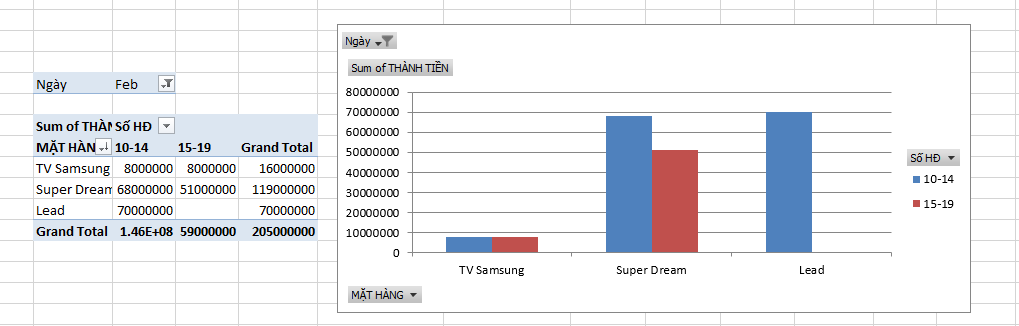 Ngày Feb
Sum of THÀN Số HĐ
MẶT HÀN 10-14 15-19 Grand Total
TV Samsung 8000000 8000000 16000000
Super Dream 68000000 51000000 119000000
Lead 70000000 70000000
Grand Total 1.46E+08 59000000 205000000
Ngày
Sum of THÀNH TIỀN
80000000
70000000
60000000
50000000
40000000
30000000
20000000
10000000
0
TV Samsung Super Dream Lead
MẶT HÀNG
Số HĐ
10-14
15-19